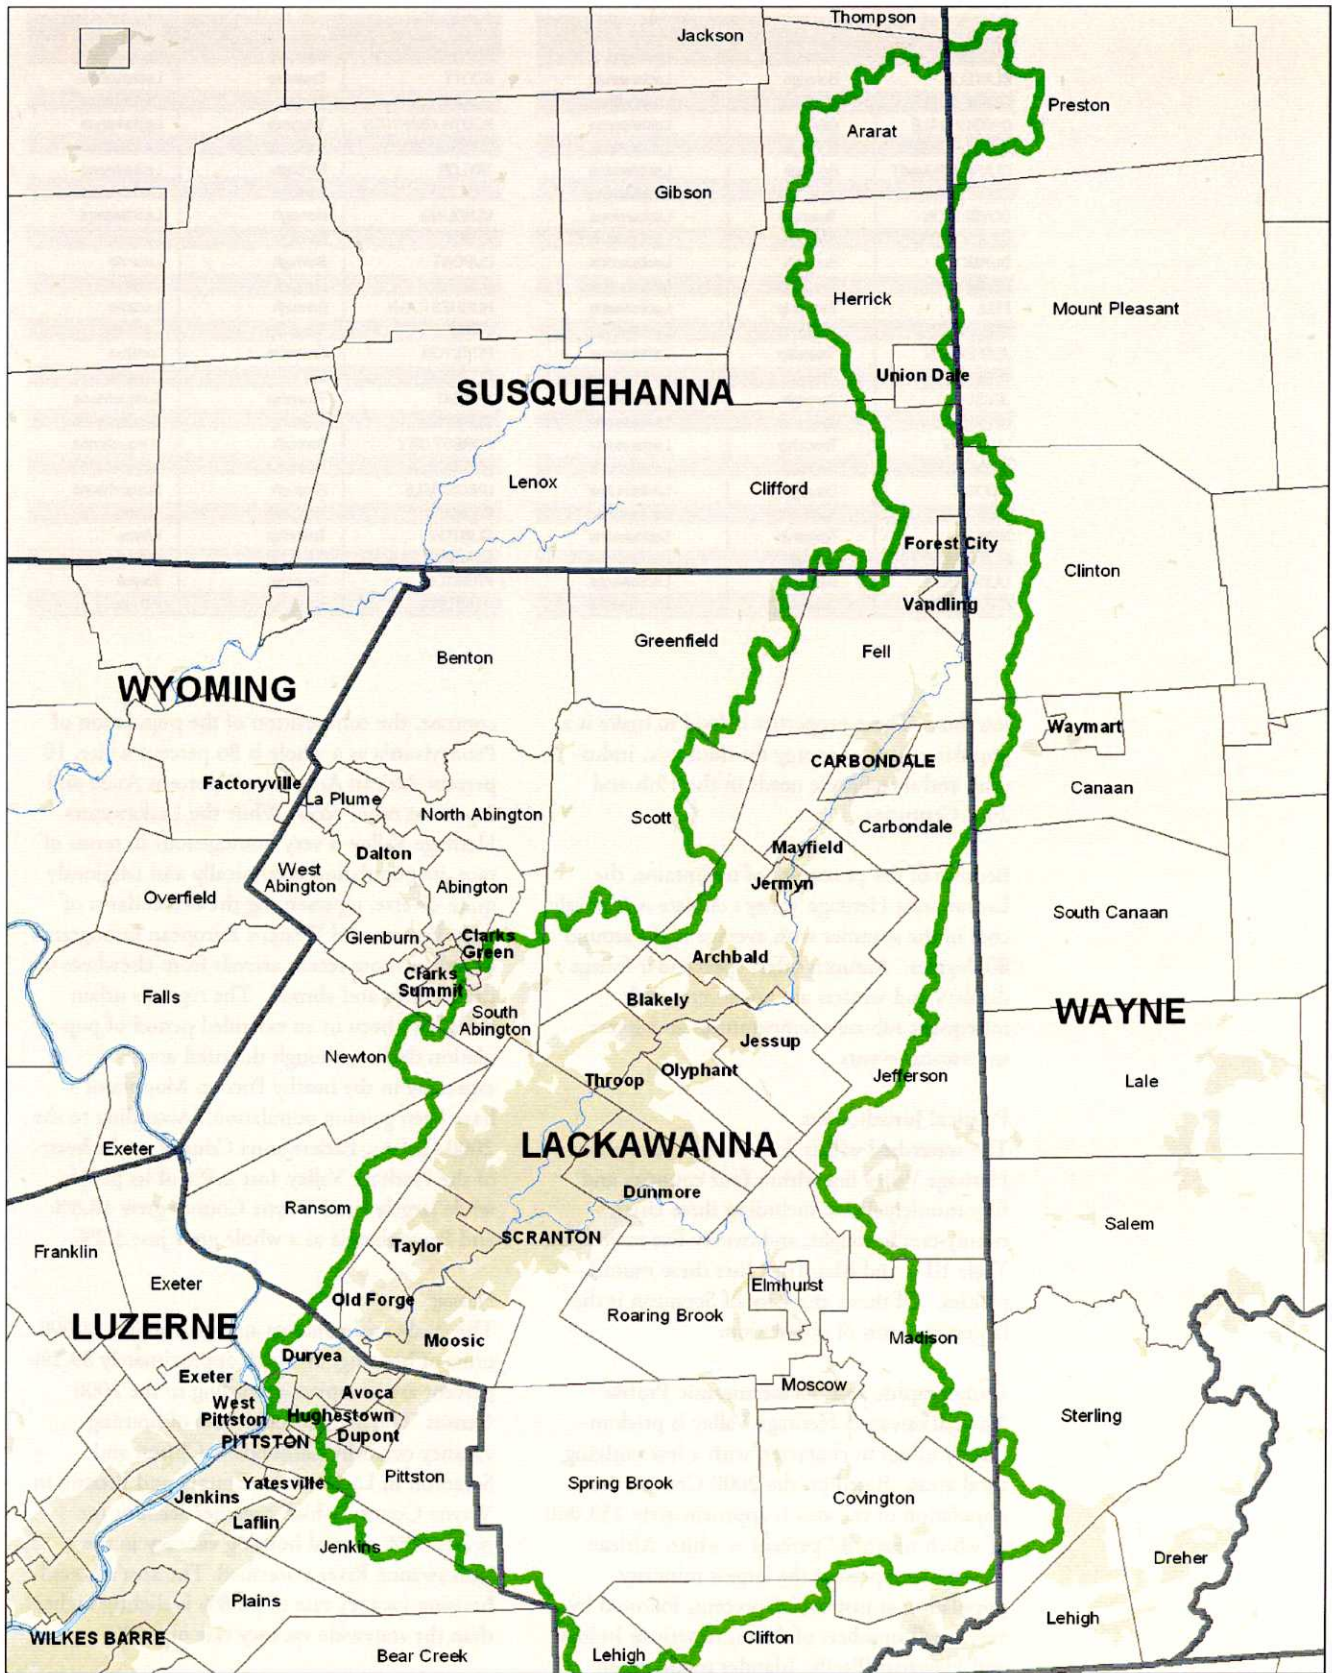 Thompson
Jackson
Preston
Ararat
Gibson
Herrick
Mount Pleasant
Union Dale
SUSQUEHANNA
Lenox
Clifford
Forest City
Clinton
Vandling
Greenfield
Fell
Benton
WYOMING
Waymart
CARBONDALE
Factoryville
La Plume
Canaan
North Abington
Scott
Carbondale
Mayfield
Dalton
West
Abington
Jermyn
Abington
Overfield
South Canaan
Glenburn
Clarks
Green
Archbald
Clarks
Summit
Blakely
Falls
WAYNE
South
Abington
Jessup
Newton
Olyphant
Jefferson
Throop
Lale
LACKAWANNA
Exeter
Dunmore
Ransom
Salem
SCRANTON
Taylor
Franklin
Exeter
Elmhurst
Old Forge
Roaring Brook
LUZERNE
Moosic
Madison
Duryea
Exeter
Moscow
Avoca
West
Pittston
Hughestown
Sterling
Dupont
PITTSTON
Pittston
Yatesville
Spring Brook
Jenkins
Covington
Laflin
Jenkins
Dreher
Plains
Lehigh
WILKES BARRE
Clifton
Bear Creek
Lehigh